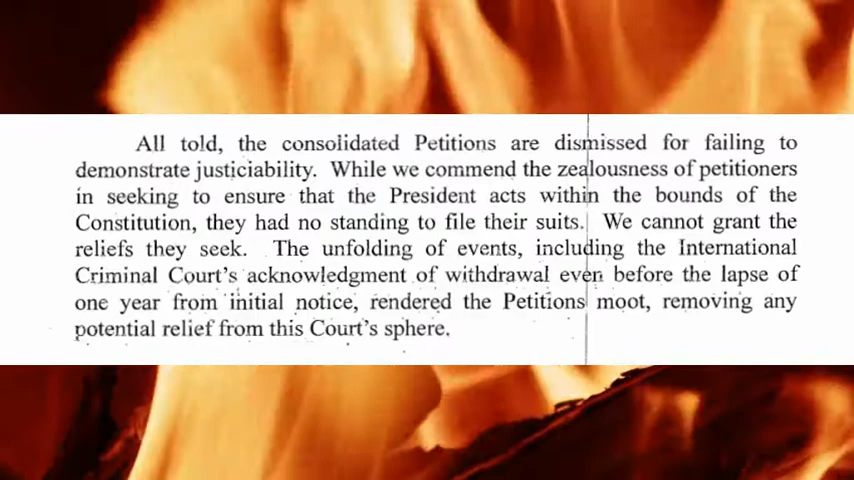 All told, the consolidated Petitions are dismissed for failing to
demonstrate justiciability. While we commend the zealousness of petitioners
in seeking to ensure that the President acts within the bounds of the
Constitution, they had no standing to file their suits. We cannot grant the
reliefs they seek. The unfolding of events, including the International
Criminal Court's acknowledgment of withdrawal even before the lapse of
one year from initial notice, rendered the Petitions moot, removing any
potential relief from this Court's sphere.